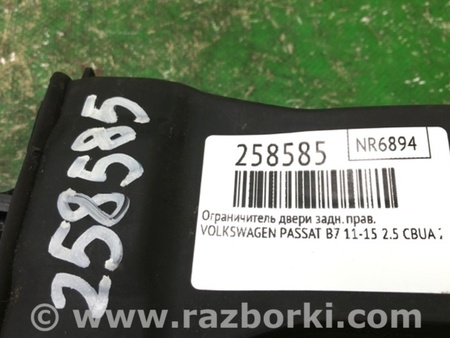 258585
258585
NR6894
Ограничитель двери задн.прав.
VOLKSWAGEN PASSAT B7 11-15 2.5 CBUA
© www.razborki.com